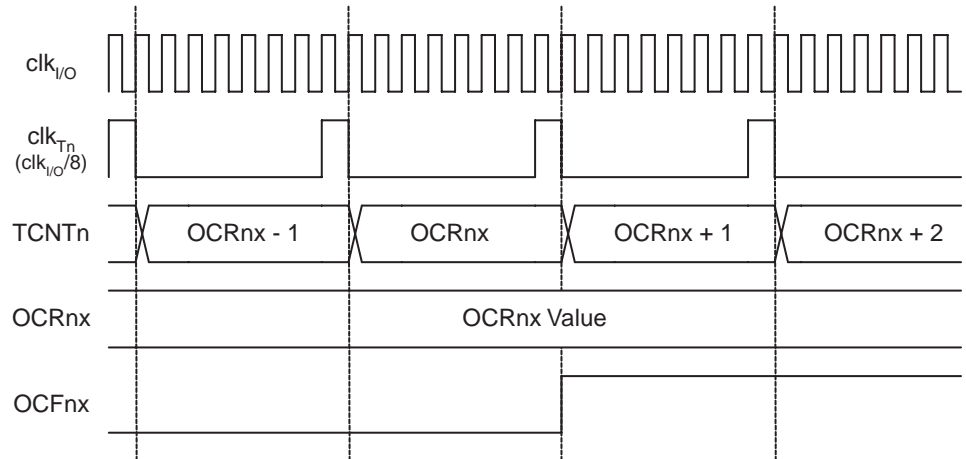 clkI/O
clkTn
(clkI/O/8)
TCNTn OCRnx - 1 OCRnx OCRnx + 1 OCRnx + 2
OCRnx OCRnx Value
OCFnx